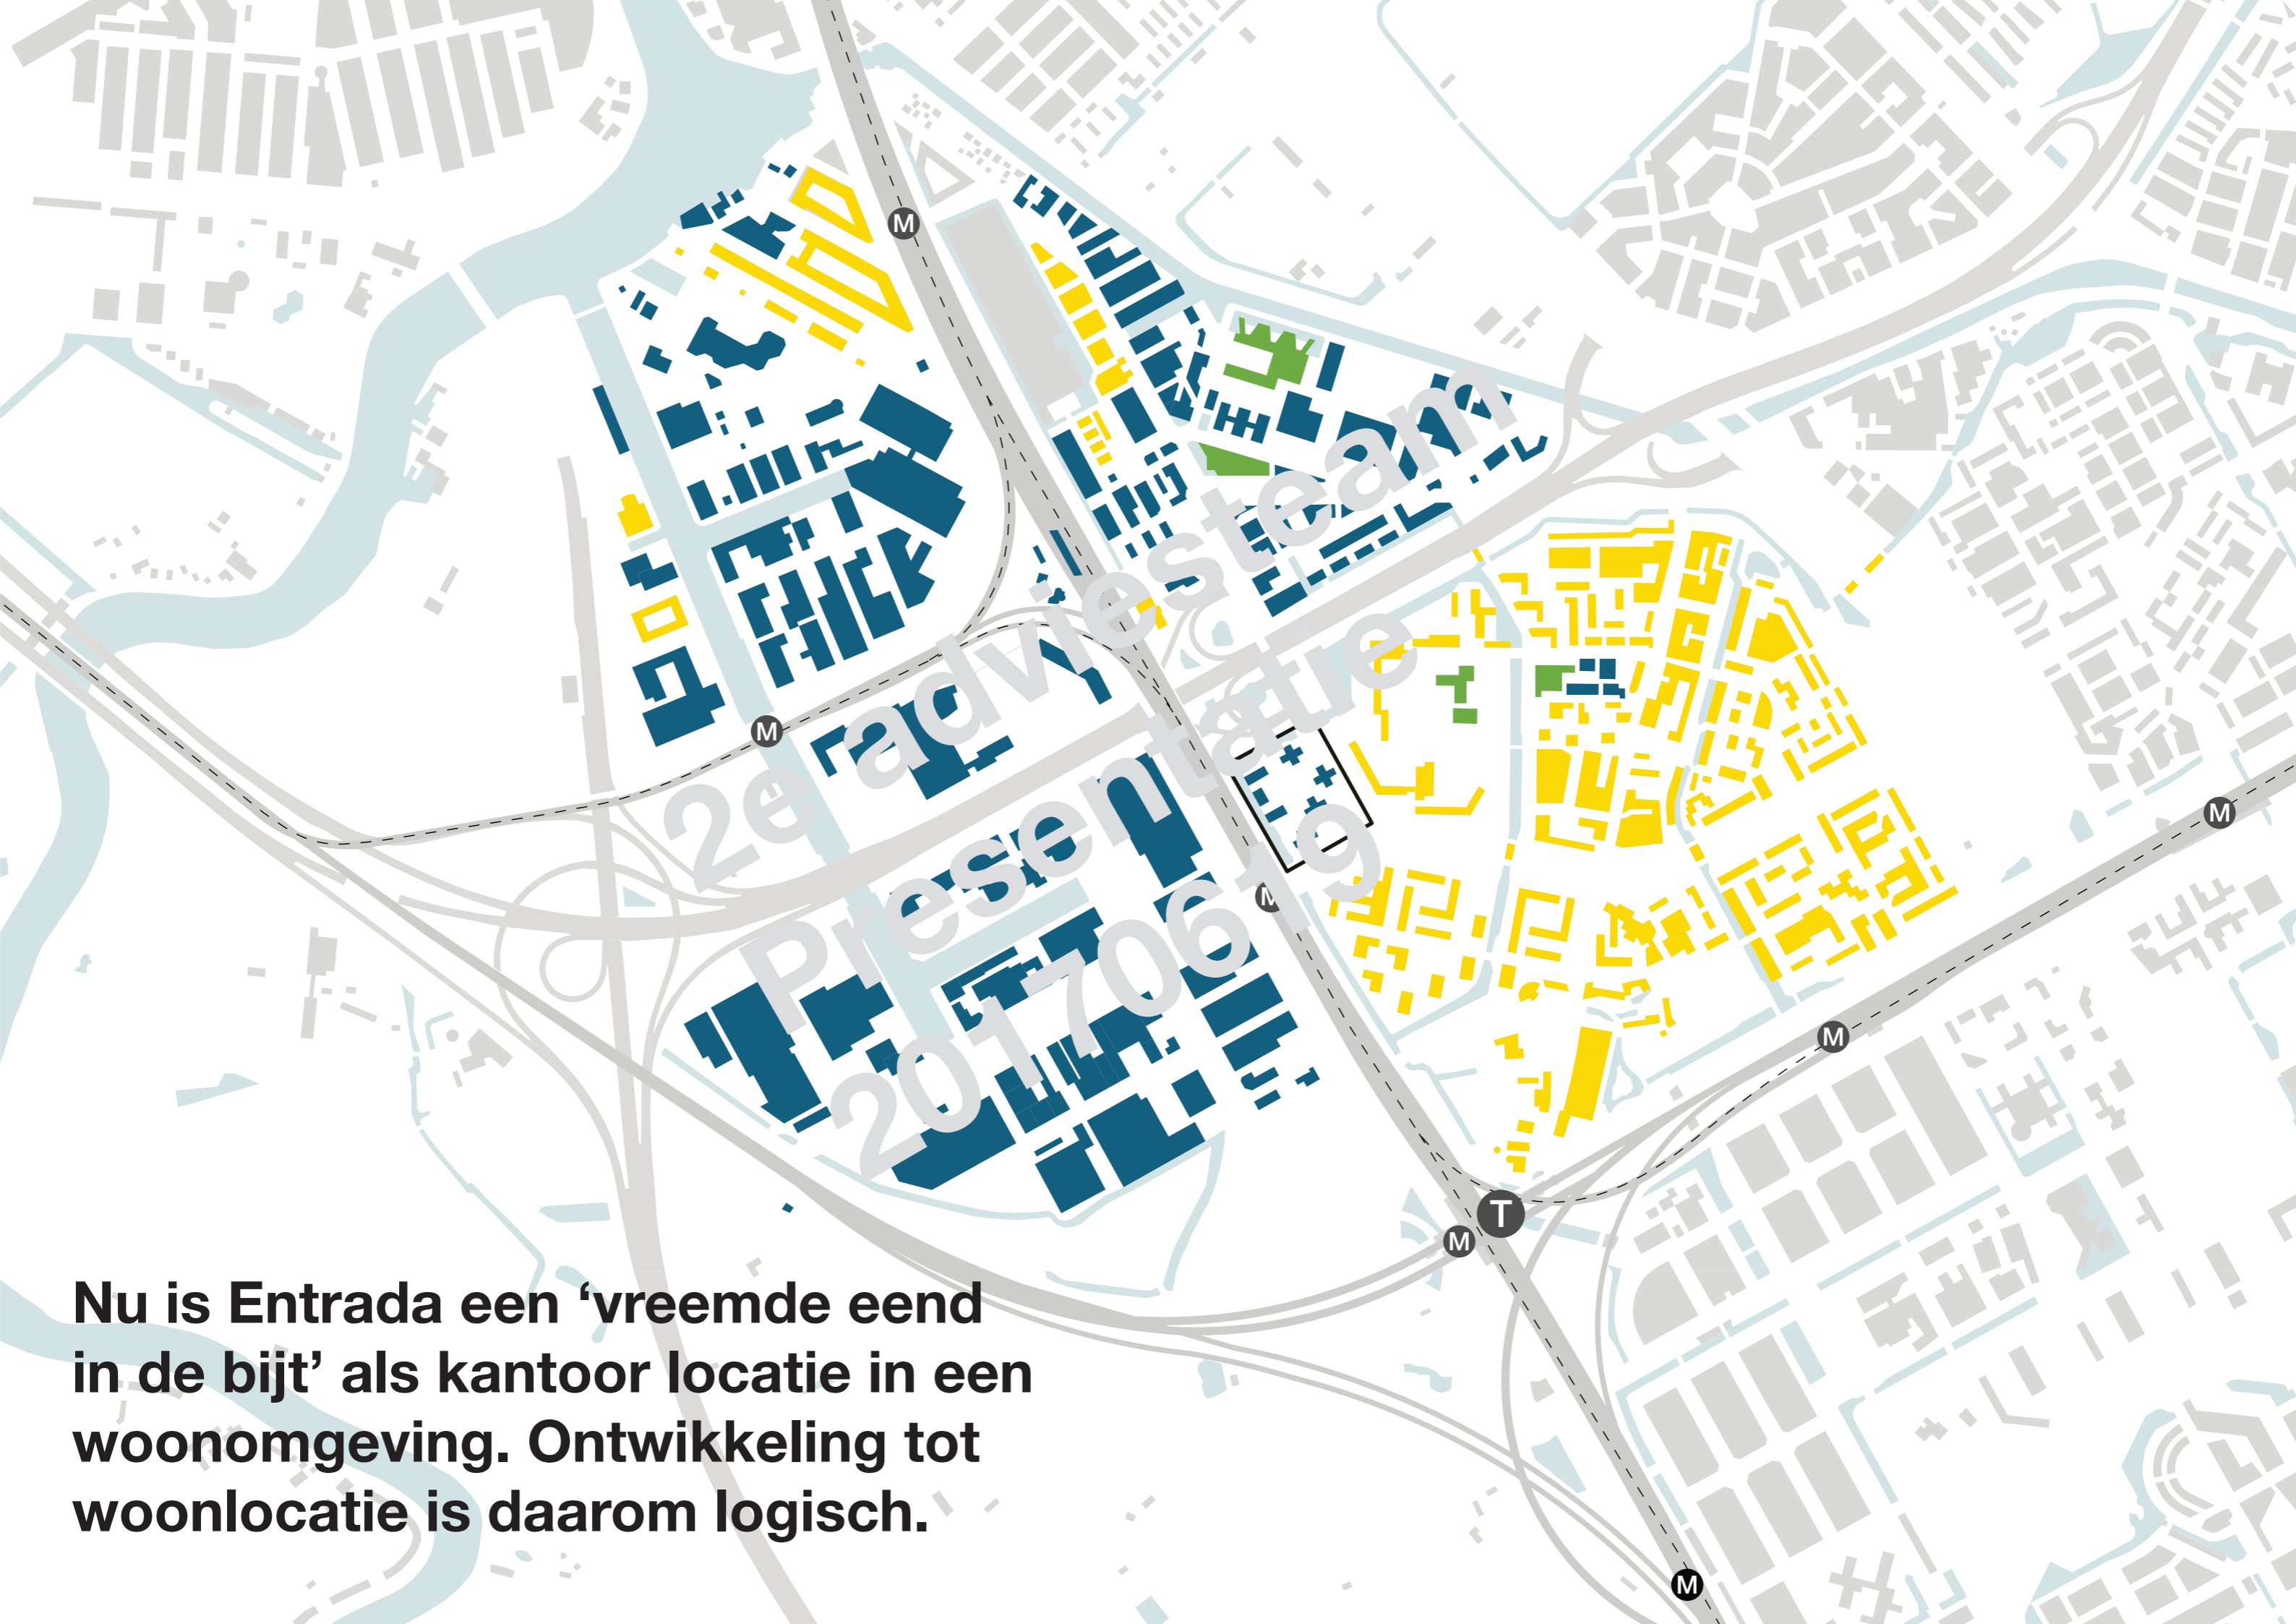 M
M
2e adviesteam
Presentatie
20170619
M
M
M
T
M
Nu is Entrada een ‘vreemde eend
in de bijt’ als kantoor locatie in een
woonomgeving. Ontwikkeling tot
woonlocatie is daarom logisch.
M